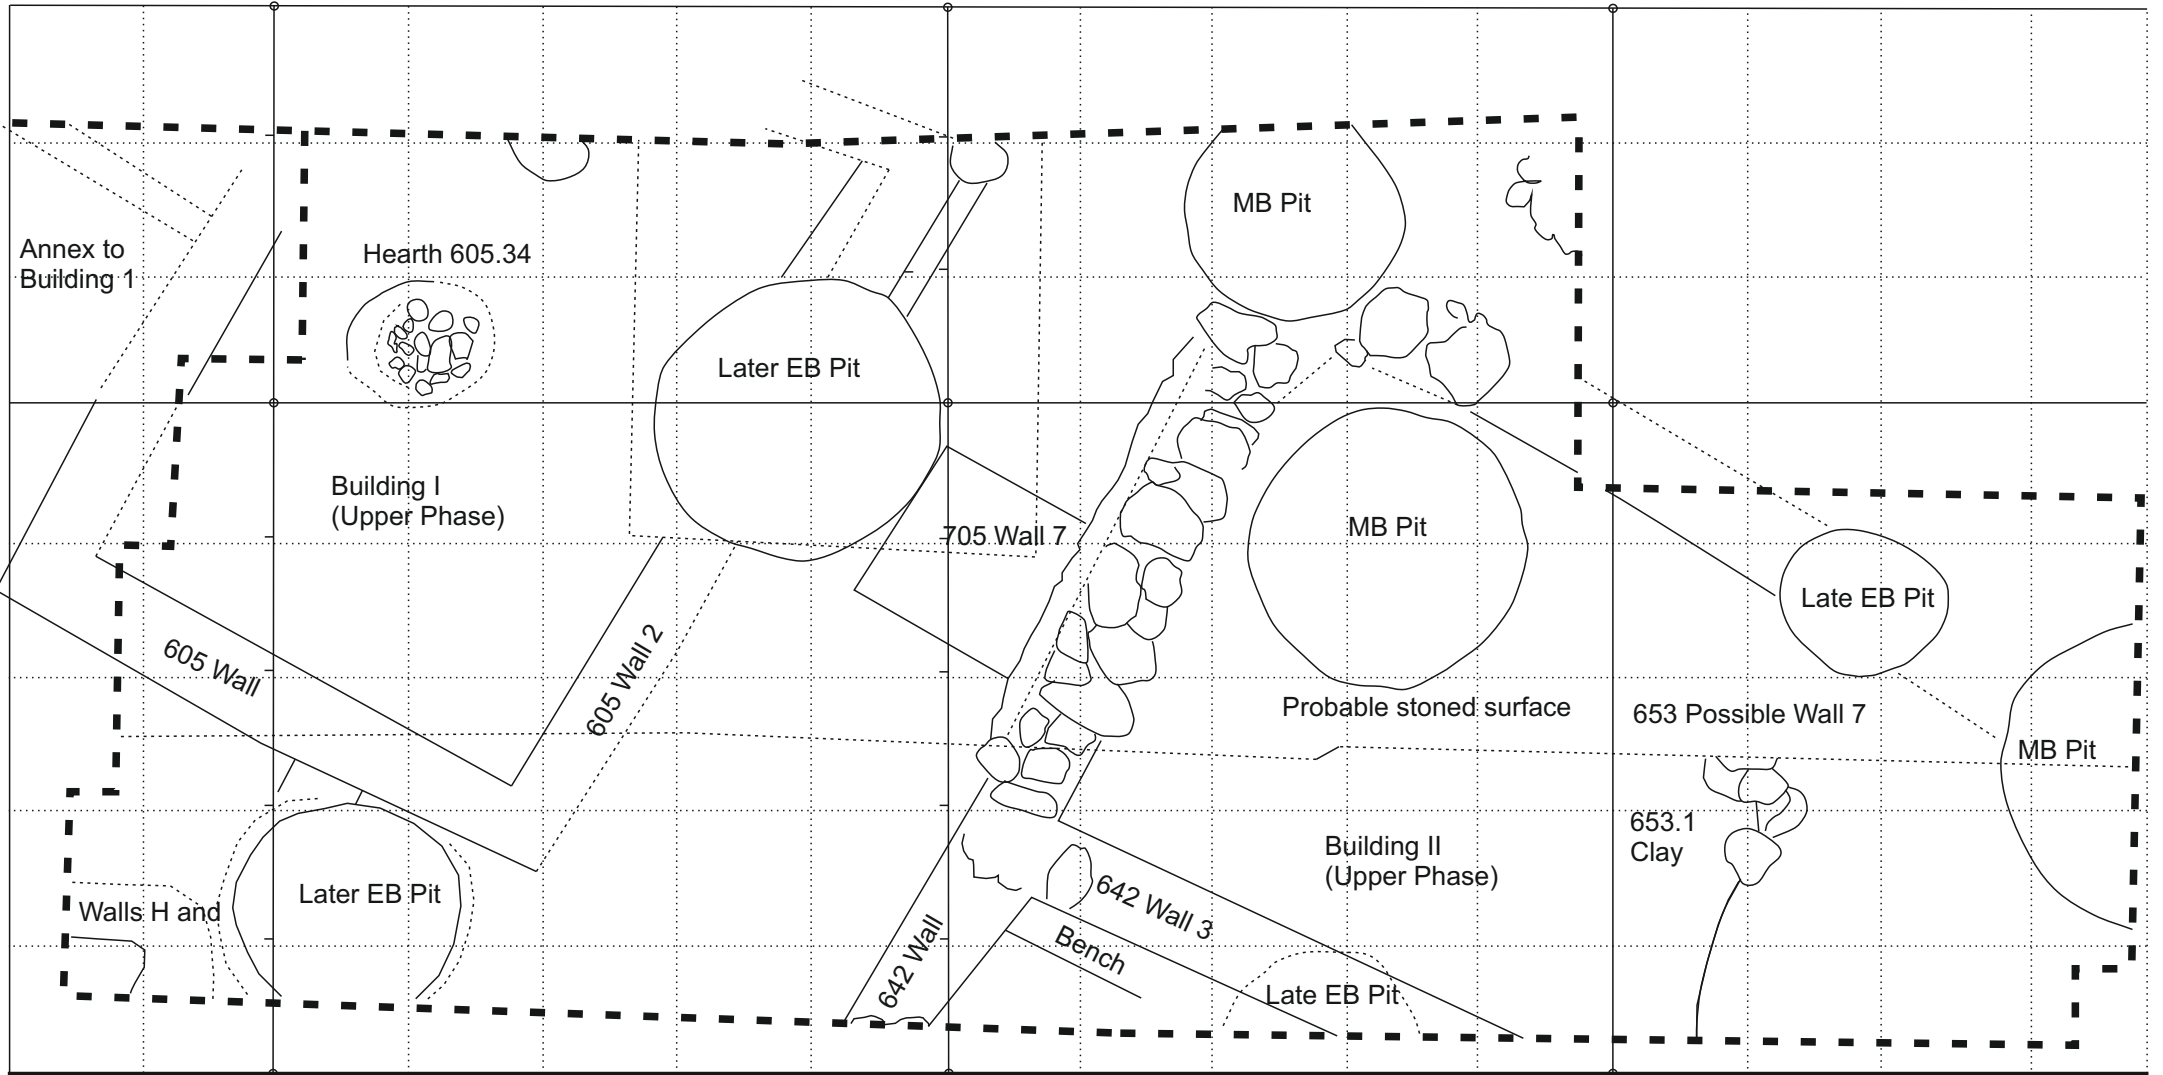 MB Pit
Annex to
Building 1
Hearth 605.34
Later EB Pit
Building I
(Upper Phase)
705 Wall 7
MB Pit
Late EB Pit
605 Wall
605 Wall 2
Probable stoned surface
653 Possible Wall 7
MB Pit
653.1
Clay
Building II
(Upper Phase)
Later EB Pit
Walls H and
642 Wall 3
642 Wall
Bench
Late EB Pit